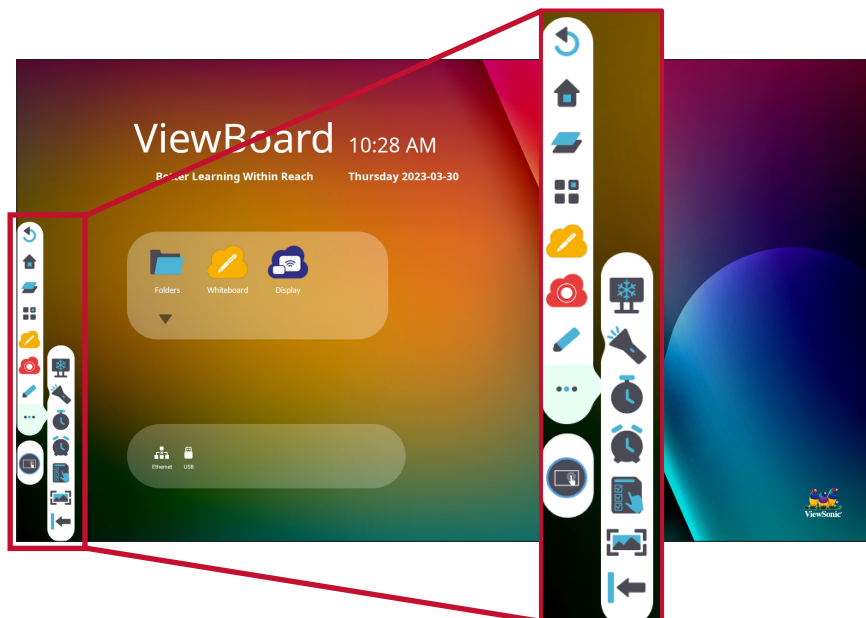 ViewBoard 10:28 AM
Better Learning Within Reach Thursday 2023-03-30
Folders Whiteboard Display
Ethernet USB
ViewSonic